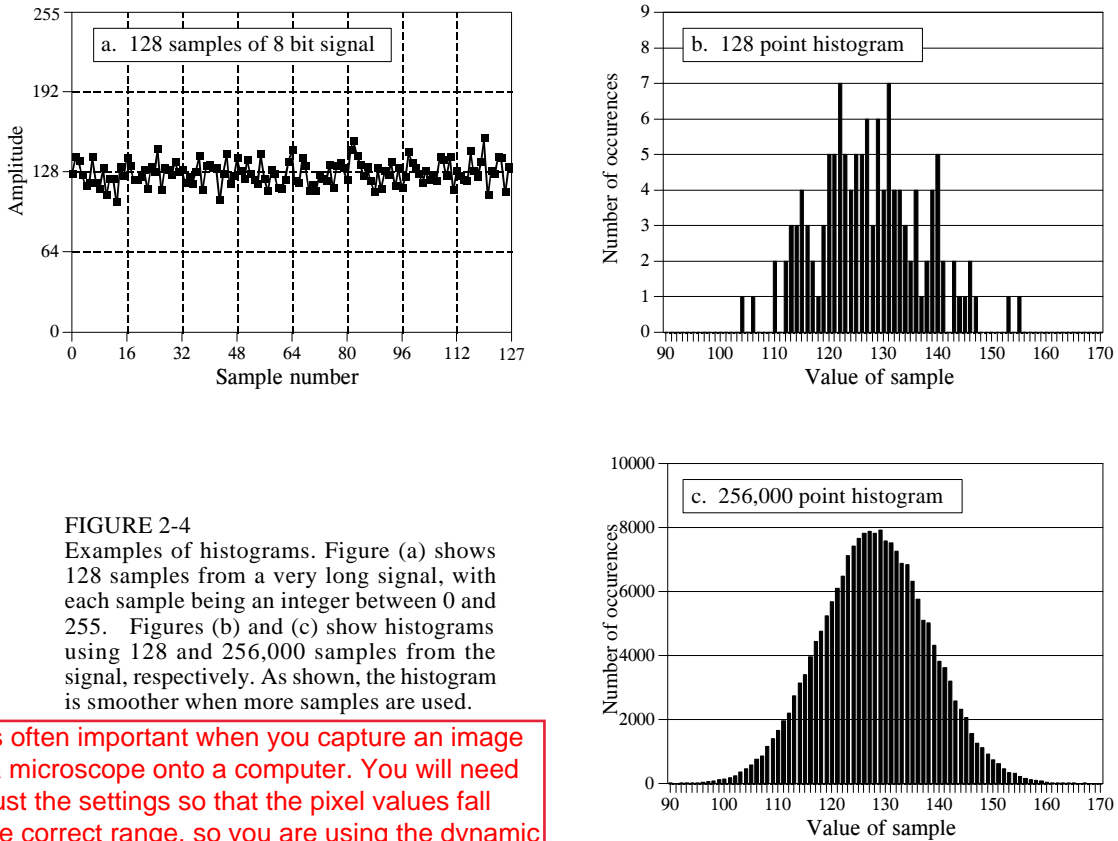 255
192
128
64
0
0 16 32 48 64 80 96 112 127
Sample number
Amplitude
a. 128 samples of 8 bit signal
9
8
7
6
5
4
3
2
1
0
90 100 110 120 130 140 150 160 170
Value of sample
Number of occurences
b. 128 point histogram
FIGURE 2-4
Examples of histograms. Figure (a) shows
128 samples from a very long signal, with
each sample being an integer between 0 and
255. Figures (b) and (c) show histograms
using 128 and 256,000 samples from the
signal, respectively. As shown, the histogram
is smoother when more samples are used.
often important when you capture an image
microscope onto a computer. You will need
the settings so that the pixel values fall
correct range, so you are using the dynamic
10000
8000
6000
4000
2000
0
90 100 110 120 130 140 150 160 170
Value of sample
Number of occurences
c. 256,000 point histogram